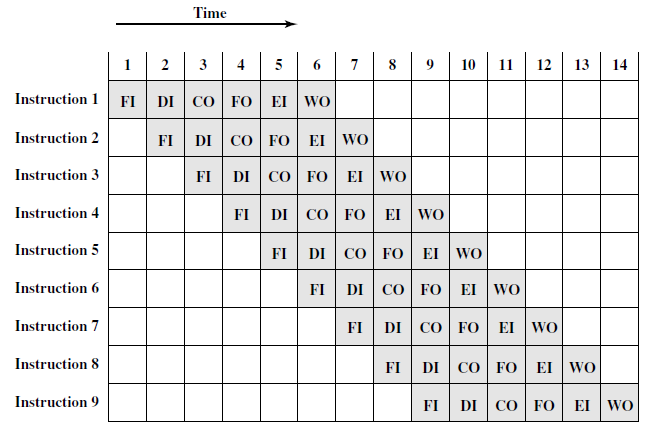 Time
1 2 3 4 5 6 7 8 9 10 11 12 13 14
Instruction 1 FI DI CO FO EI WO
Instruction 2 FI DI CO FO EI WO
Instruction 3 FI DI CO FO EI WO
Instruction 4 FI DI CO FO EI WO
Instruction 5 FI DI CO FO EI WO
Instruction 6 FI DI CO FO EI WO
Instruction 7 FI DI CO FO EI WO
Instruction 8 FI DI CO FO EI WO
Instruction 9 FI DI CO FO EI WO